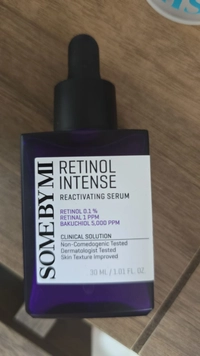 SOME BY MI
RETINOL
INTENSE
REACTIVATING SERUM
RETINOL 0.1 %
RETINAL 1 PPM
BAKUCHIOL 5,000 PPM
CLINICAL SOLUTION
Non-Comedogenic Tested
Dermatologist Tested
Skin Texture Improved
30 ML / 1.01 FL. OZ